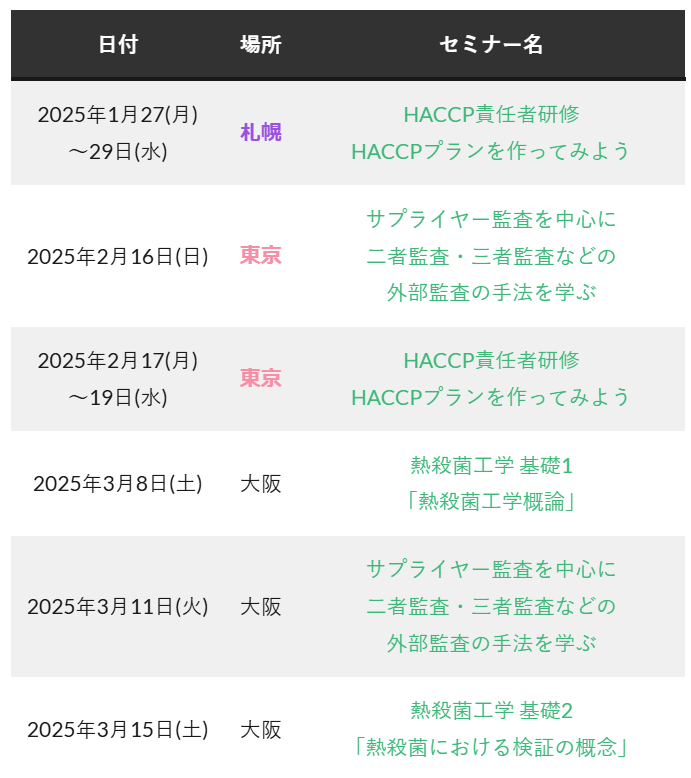 日付 場所 セミナー名
2025年1月27(月)
～29日(水)
札幌
HACCP責任者研修
HACCPプランを作ってみよう
2025年2月16日(日)
東京
サプライヤー監査を中心に
二者監査・三者監査などの
外部監査の手法を学ぶ
2025年2月17(月)
～19日(水)
東京
HACCP責任者研修
HACCPプランを作ってみよう
2025年3月8日(土)
大阪
熱殺菌工学 基礎1
「熱殺菌工学概論」
2025年3月11日(火)
大阪
サプライヤー監査を中心に
二者監査・三者監査などの
外部監査の手法を学ぶ
2025年3月15日(土)
大阪
熱殺菌工学 基礎2
「熱殺菌における検証の概念」